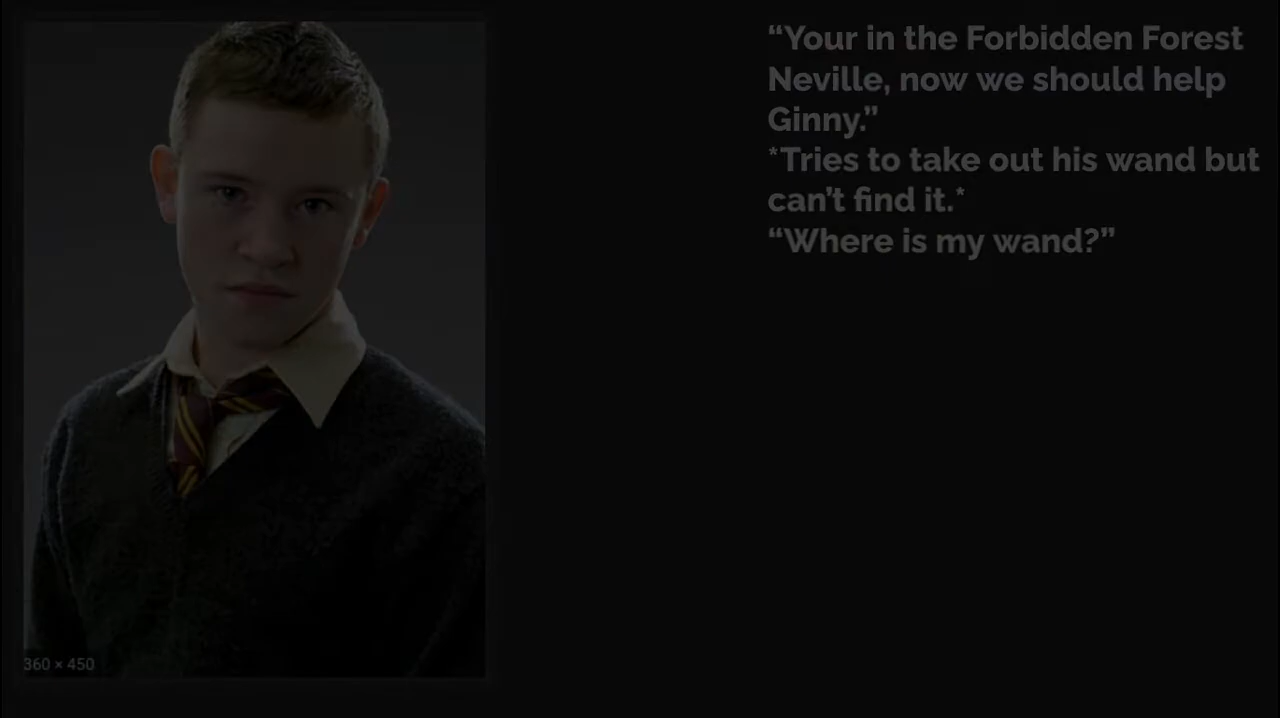 “Your in the Forbidden Forest
Neville, now we should help
Ginny.”
*Tries to take out his wand but
can’t find it.*
“Where is my wand?”
360 × 450